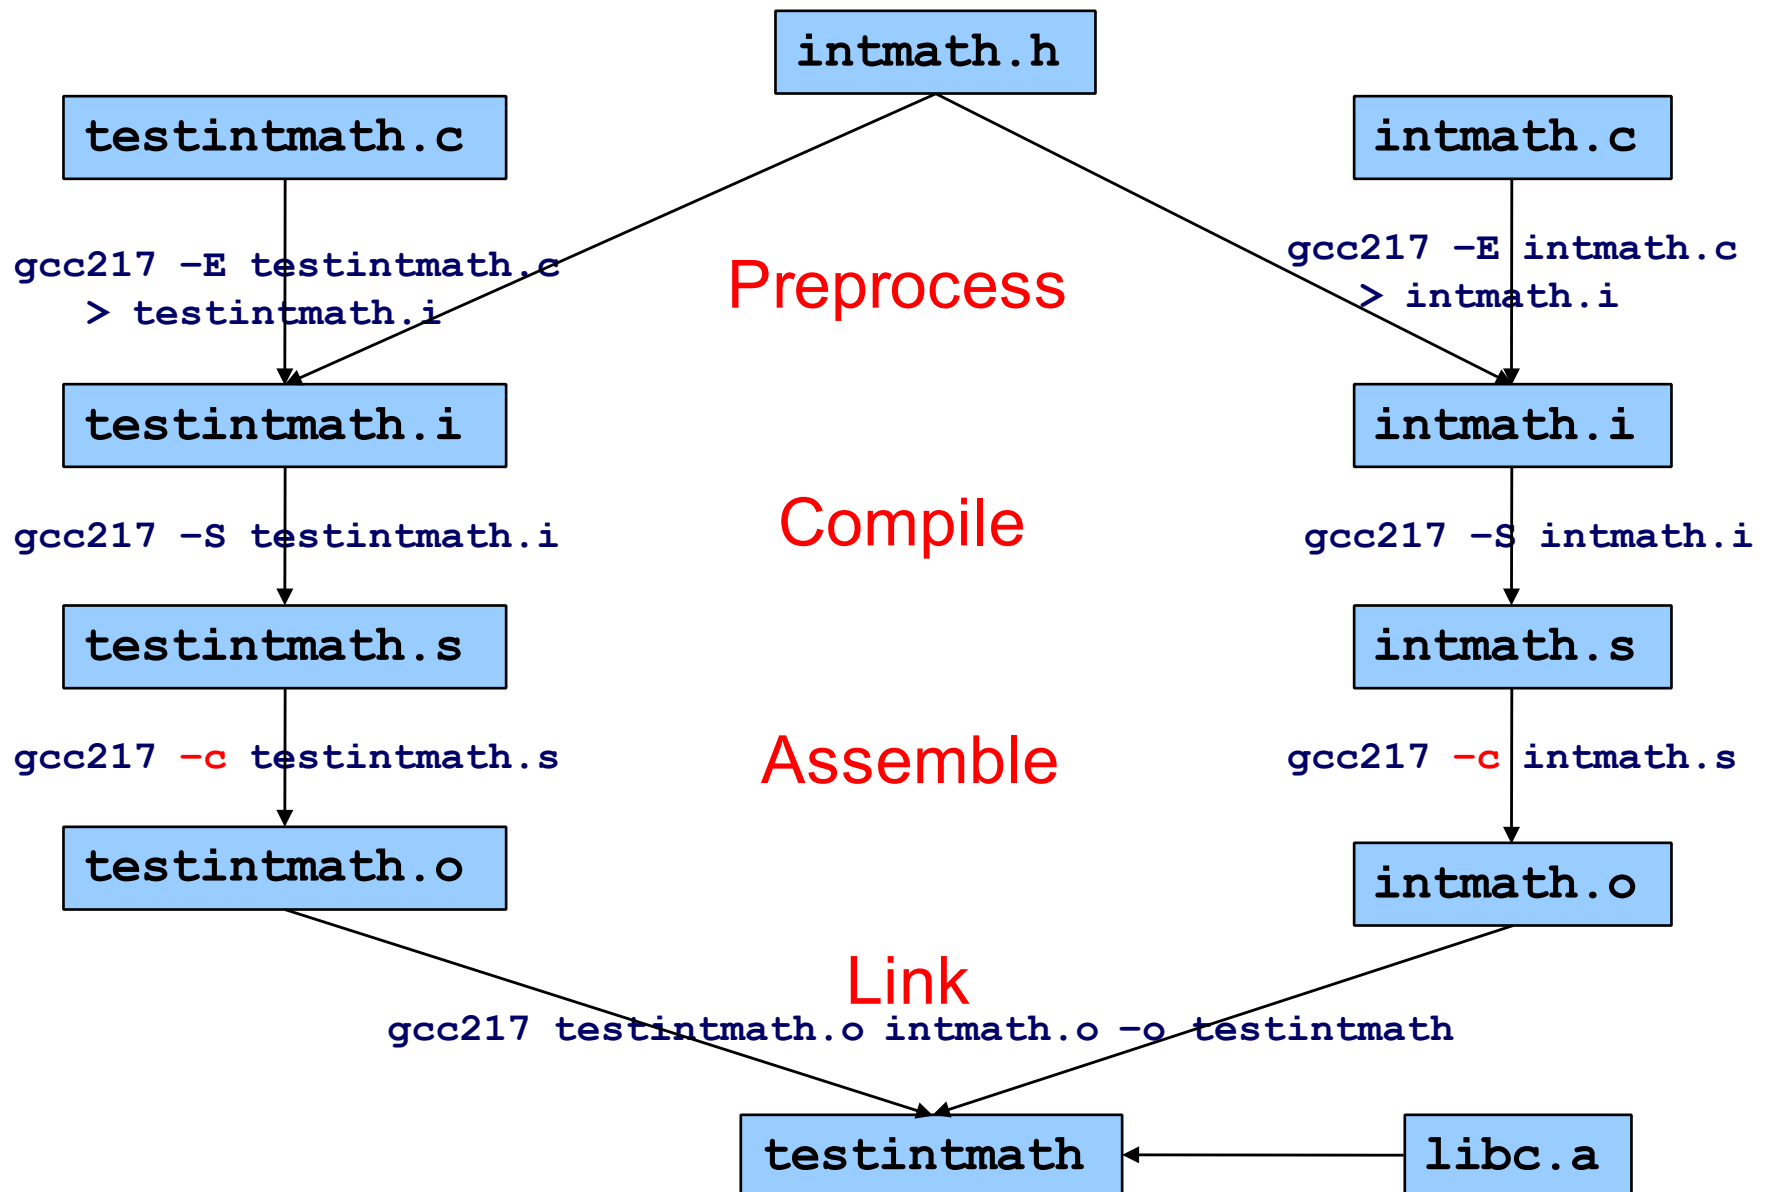 intmath.h
testintmath.c
intmath.c
gcc217 –E testintmath.c
> testintmath.i
Preprocess
gcc217 –E intmath.c
> intmath.i
testintmath.i
intmath.i
gcc217 –S testintmath.i
Compile
gcc217 –S intmath.i
testintmath.s
intmath.s
gcc217 –c testintmath.s
Assemble
gcc217 –c intmath.s
testintmath.o
intmath.o
Link
gcc217 testintmath.o intmath.o –o testintmath
testintmath
libc.a